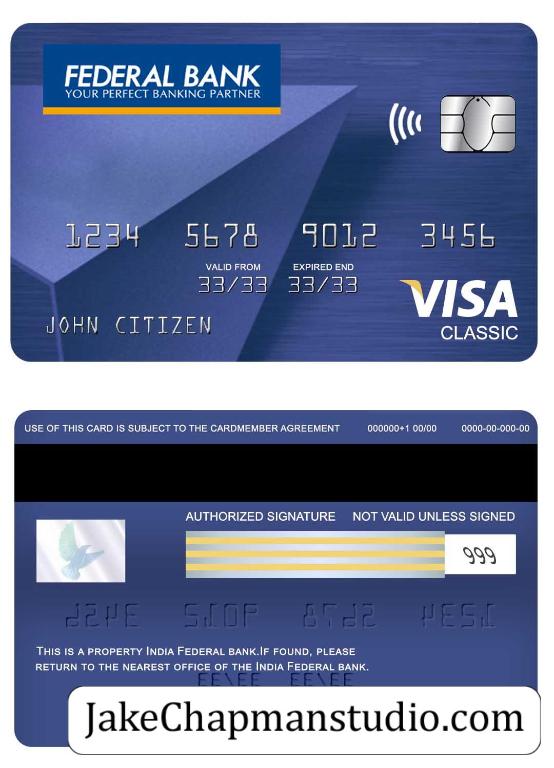 FEDERAL BANK
YOUR PERFECT BANKING PARTNER
1234 5678 9012 3456
VALID FROM EXPIRED END
33/33 33/33
JOHN CITIZEN
VISA
CLASSIC
USE OF THIS CARD IS SUBJECT TO THE CARDMEMBER AGREEMENT 000000+1 00/00 0000-00-000-00
AUTHORIZED SIGNATURE NOT VALID UNLESS SIGNED
999
THIS IS A PROPERTY INDIA FEDERAL BANK.IF FOUND, PLEASE
RETURN TO THE NEAREST OFFICE OF THE INDIA FEDERAL BANK.
JakeChapmanstudio.com